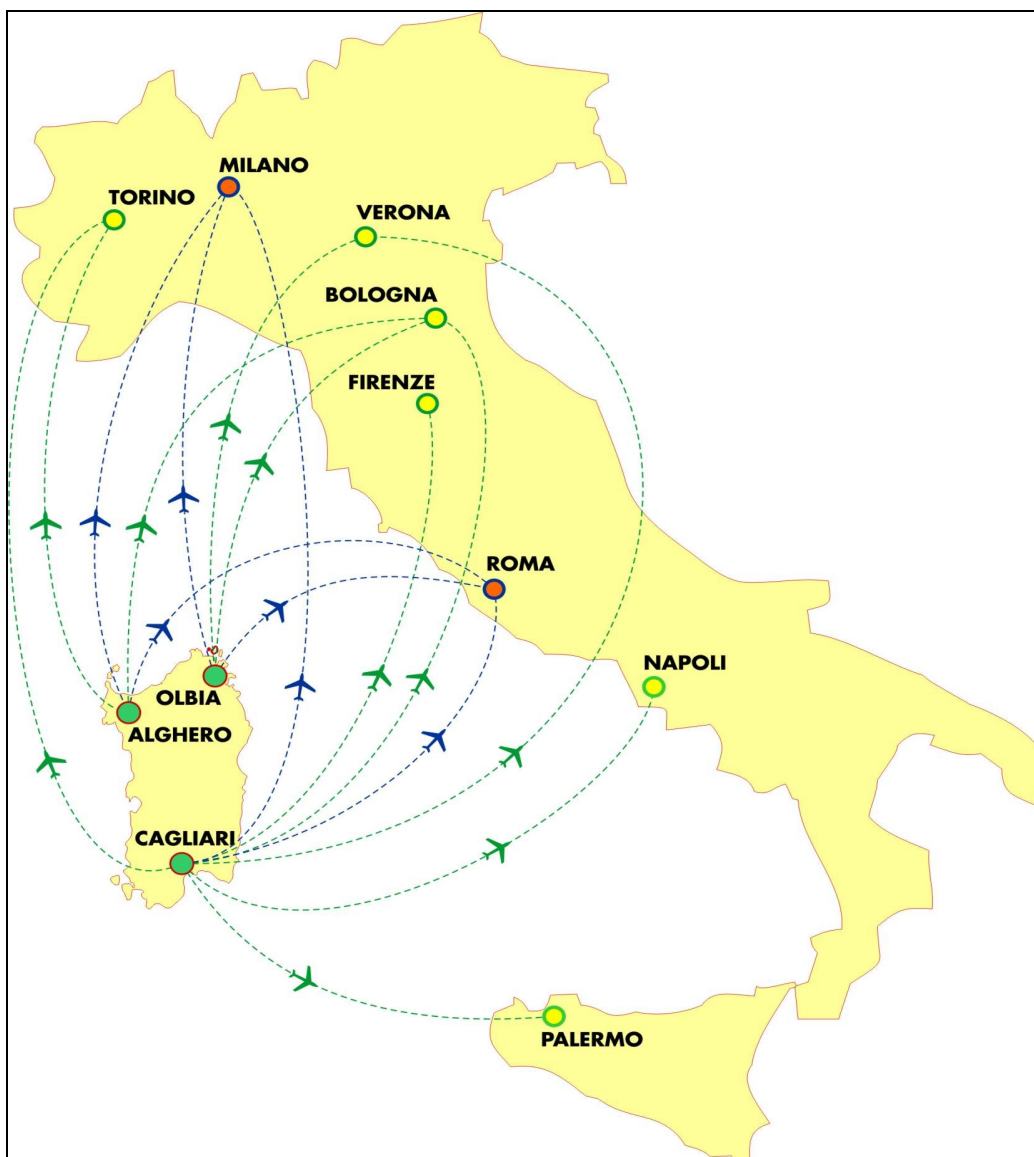 MILANO
TORINO
VERONA
BOLOGNA
FIRENZE
ROMA
NAPOLI
OLBIA
ALGHERO
CAGLIARI
PALERMO